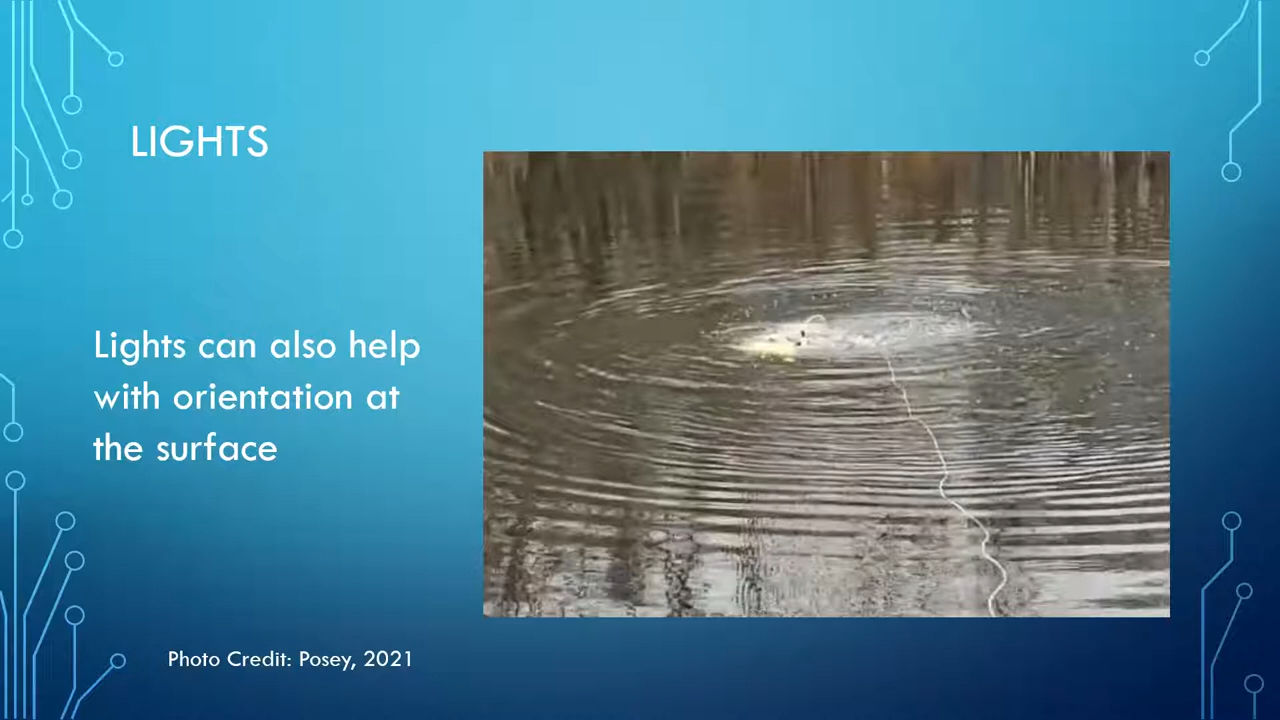 LIGHTS
Lights can also help
with orientation at
the surface
Photo Credit: Posey, 2021